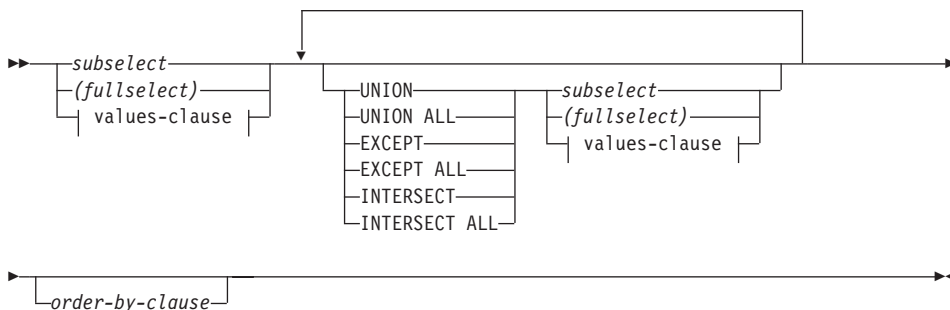 subselect
(fullselect)
values-clause
UNION
UNION ALL
EXCEPT
EXCEPT ALL
INTERSECT
INTERSECT ALL
subselect
(fullselect)
values-clause
order-by-clause